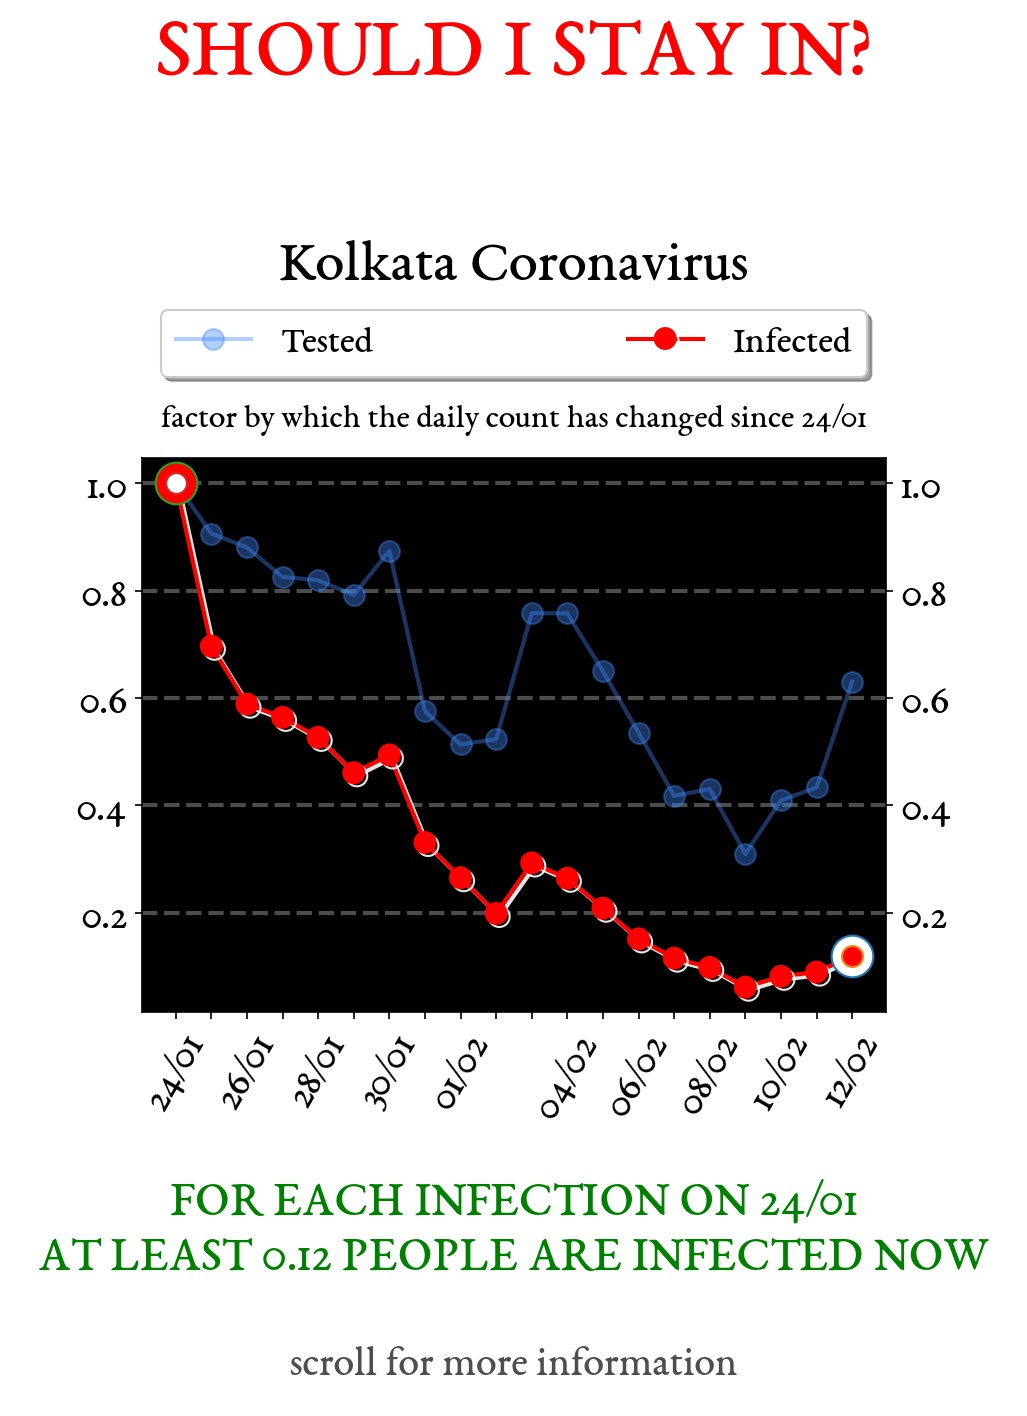 SHOULD I STAY IN?
Kolkata Coronavirus
Tested Infected
factor by which the daily count has changed since 24/01
1.0 1.0
0.8 0.8
0.6 0.6
0.4 0.4
0.2 0.2
24/01 26/01 28/01 30/01 01/02 04/02 06/02 08/02 10/02 12/02
FOR EACH INFECTION ON 24/01
AT LEAST 0.12 PEOPLE ARE INFECTED NOW
scroll for more information